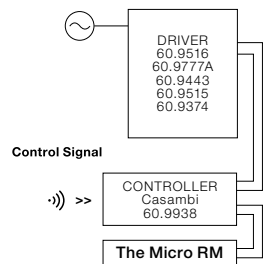 DRIVER
60.9516
60.9777A
60.9443
60.9515
60.9374
Control Signal
>>
CONTROLLER
Casambi
60.9938
The Micro RM